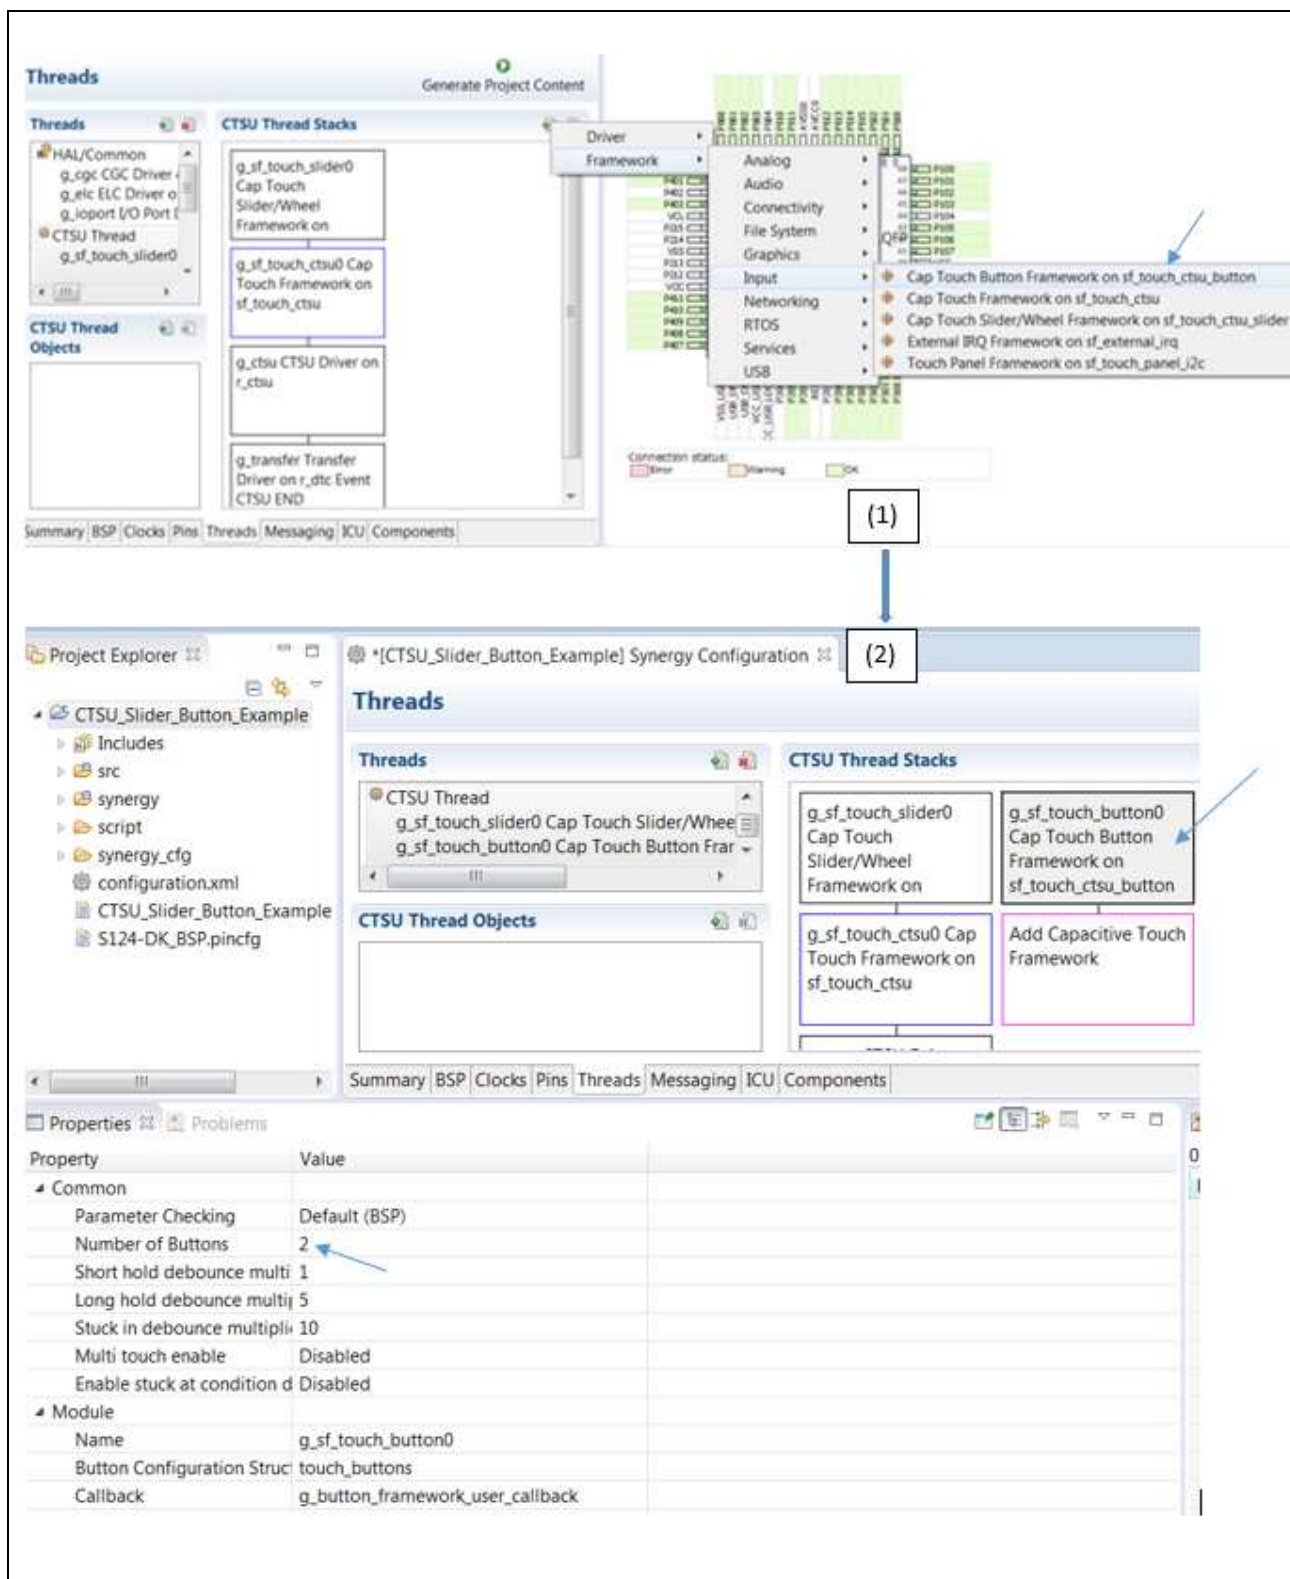 Threads
Generate Project Content
Threads
HAL/Common
g_cgc CGC Driver
g_elc ELC Driver o
g_ioport I/O Port
CTSU Thread
g_sf_touch_slider0
CTSU Thread
Objects
CTSU Thread Stacks
g_sf_touch_slider0
Cap Touch
Slider/Wheel
Framework on
g_sf_touch_ctsu0 Cap
Touch Framework on
sf_touch_ctsu
g_ctsu CTSU Driver on
r_ctsu
g_transfer Transfer
Driver on r_dtc Event
CTSU END
Summary BSP Clocks Pins Threads Messaging ICU Components
Driver
Framework
Analog
Audio
Connectivity
File System
Graphics
Input
Networking
RTOS
Services
USB
Cap Touch Button Framework on sf_touch_ctsu_button
Cap Touch Framework on sf_touch_ctsu
Cap Touch Slider/Wheel Framework on sf_touch_ctsu_slider
External IRQ Framework on sf_external_irq
Touch Panel Framework on sf_touch_panel_i2c
Connection status:
Error Warning OK
(1)
(2)
Project Explorer
CTSU_Slider_Button_Example
Includes
src
synergy
script
synergy_cfg
configuration.xml
CTSU_Slider_Button_Example
S124-DK_BSP.pincfg
*[CTSU_Slider_Button_Example] Synergy Configuration
Threads
Threads
CTSU Thread
g_sf_touch_slider0 Cap Touch Slider/Whee
g_sf_touch_button0 Cap Touch Button Frar
CTSU Thread Objects
CTSU Thread Stacks
g_sf_touch_slider0
Cap Touch
Slider/Wheel
Framework on
g_sf_touch_button0
Cap Touch Button
Framework on
sf_touch_ctsu_button
g_sf_touch_ctsu0 Cap
Touch Framework on
sf_touch_ctsu
Add Capacitive Touch
Framework
Summary BSP Clocks Pins Threads Messaging ICU Components
Properties Problems
Property Value
Common
Parameter Checking Default (BSP)
Number of Buttons 2
Short hold debounce multi 1
Long hold debounce multip 5
Stuck in debounce multipli 10
Multi touch enable Disabled
Enable stuck at condition d Disabled
Module
Name g_sf_touch_button0
Button Configuration Struc touch_buttons
Callback g_button_framework_user_callback